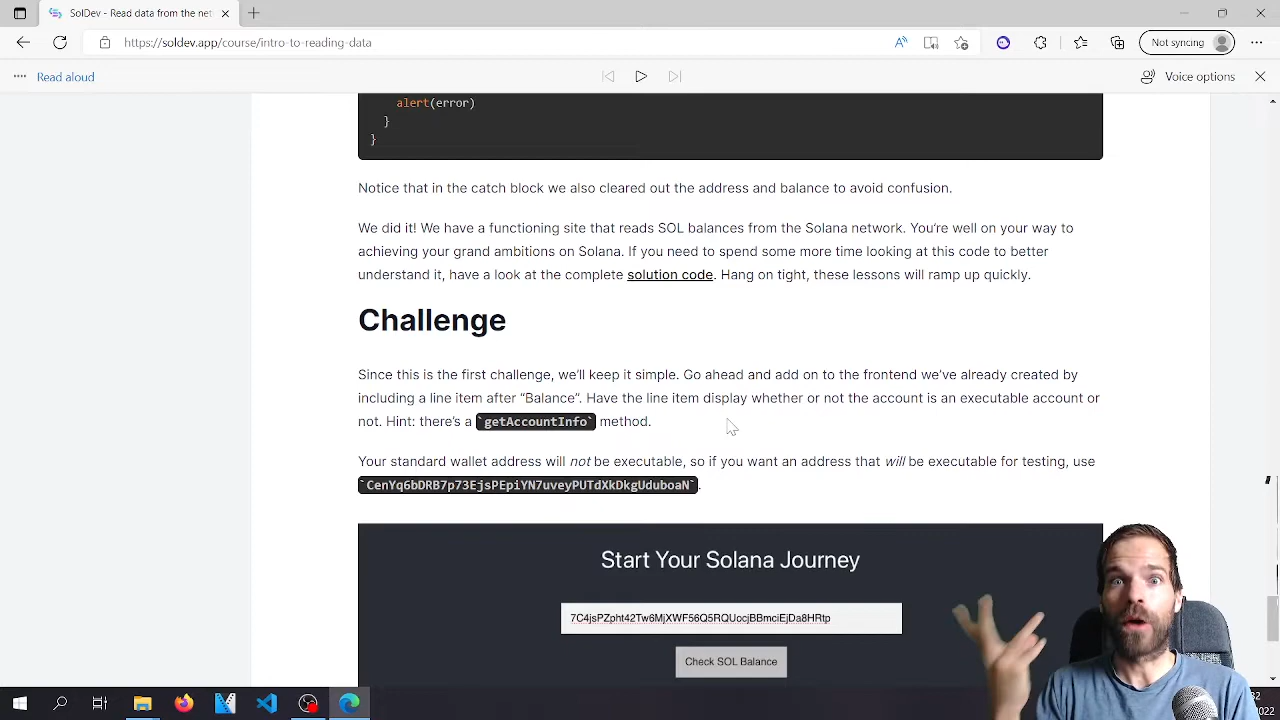 SolDev - Read data from the net
https://soldev.app/course/intro-to-reading-data
Not syncing
Read aloud
Voice options
alert(error)
}
}
Notice that in the catch block we also cleared out the address and balance to avoid confusion.
We did it! We have a functioning site that reads SOL balances from the Solana network. You're well on your way to
achieving your grand ambitions on Solana. If you need to spend some more time looking at this code to better
understand it, have a look at the complete solution code. Hang on tight, these lessons will ramp up quickly.
Challenge
Since this is the first challenge, we'll keep it simple. Go ahead and add on to the frontend we've already created by
including a line item after “Balance”. Have the line item display whether or not the account is an executable account or
not. Hint: there's a `getAccountInfo` method.
Your standard wallet address will not be executable, so if you want an address that will be executable for testing, use
`CenYq6bDRB7p73EjsPEpiYN7uveyPUTdXkDkgUduboaN`.
Start Your Solana Journey
7C4jsPZpht42Tw6MjXWF56Q5RQUocjBBmciEjDa8HRtp
Check SOL Balance